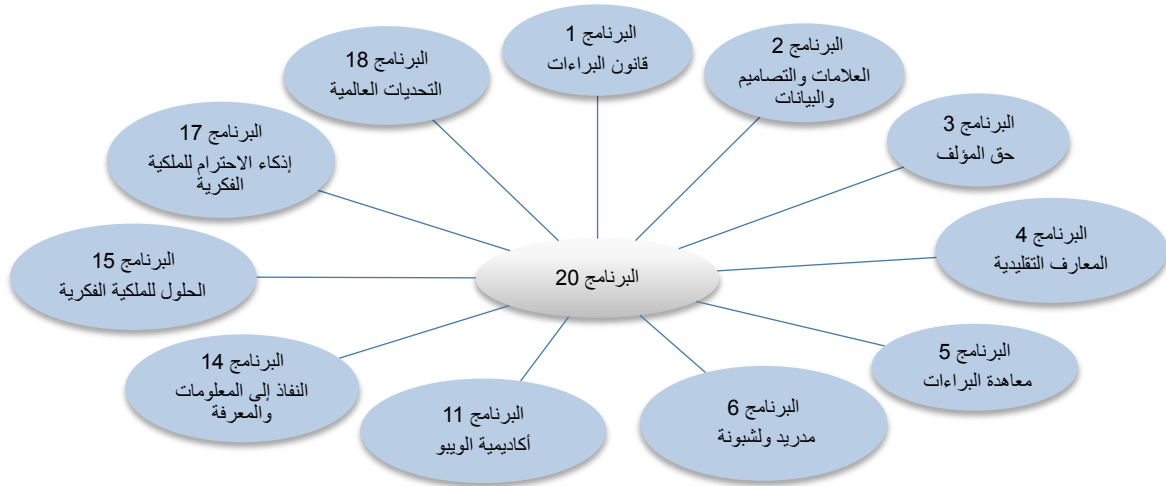 البرنامج 1
قانون البراءات
البرنامج 2
العلامات والتصاميم
والبيانات
البرنامج 3
حق المؤلف
البرنامج 4
المعارف التقليدية
البرنامج 5
معاهدة البراءات
البرنامج 6
مدريد ولشبونة
البرنامج 11
أكاديمية الويبو
البرنامج 14
النفاذ إلى المعلومات
والمعرفة
البرنامج 15
الحلول للملكية الفكرية
البرنامج 17
إذكاء الاحترام للملكية
الفكرية
البرنامج 18
التحديات العالمية
البرنامج 20